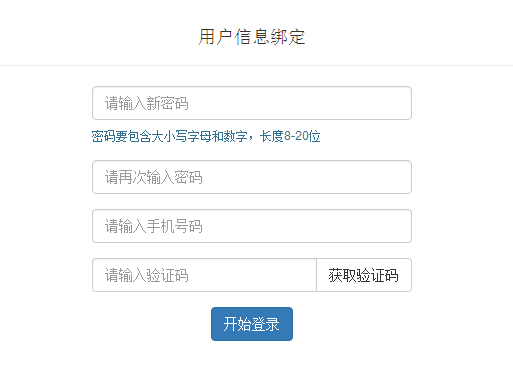 用户信息绑定
请输入新密码
密码要包含大小写字母和数字，长度8-20位
请再次输入密码
请输入手机号码
请输入验证码 获取验证码
开始登录